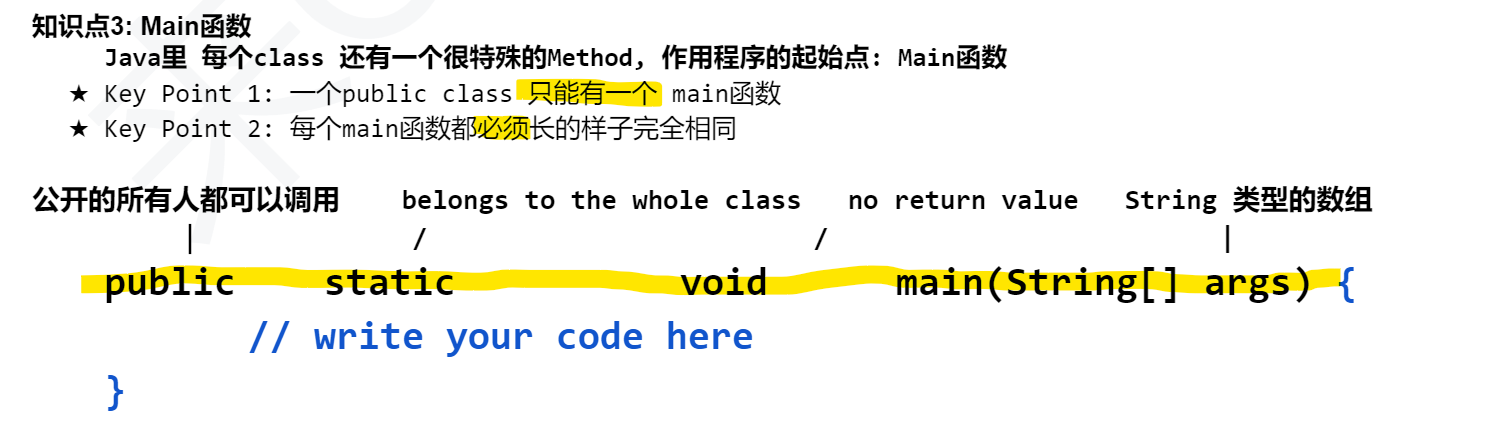 知识点3: Main函数
Java里 每个class 还有一个很特殊的Method, 作用程序的起始点: Main函数
★ Key Point 1: 一个public class 只能有一个 main函数
★ Key Point 2: 每个main函数都必须长的样子完全相同
公开的所有人都可以调用 belongs to the whole class no return value String 类型的数组
| / / |
public static void main(String[] args) {
// write your code here
}